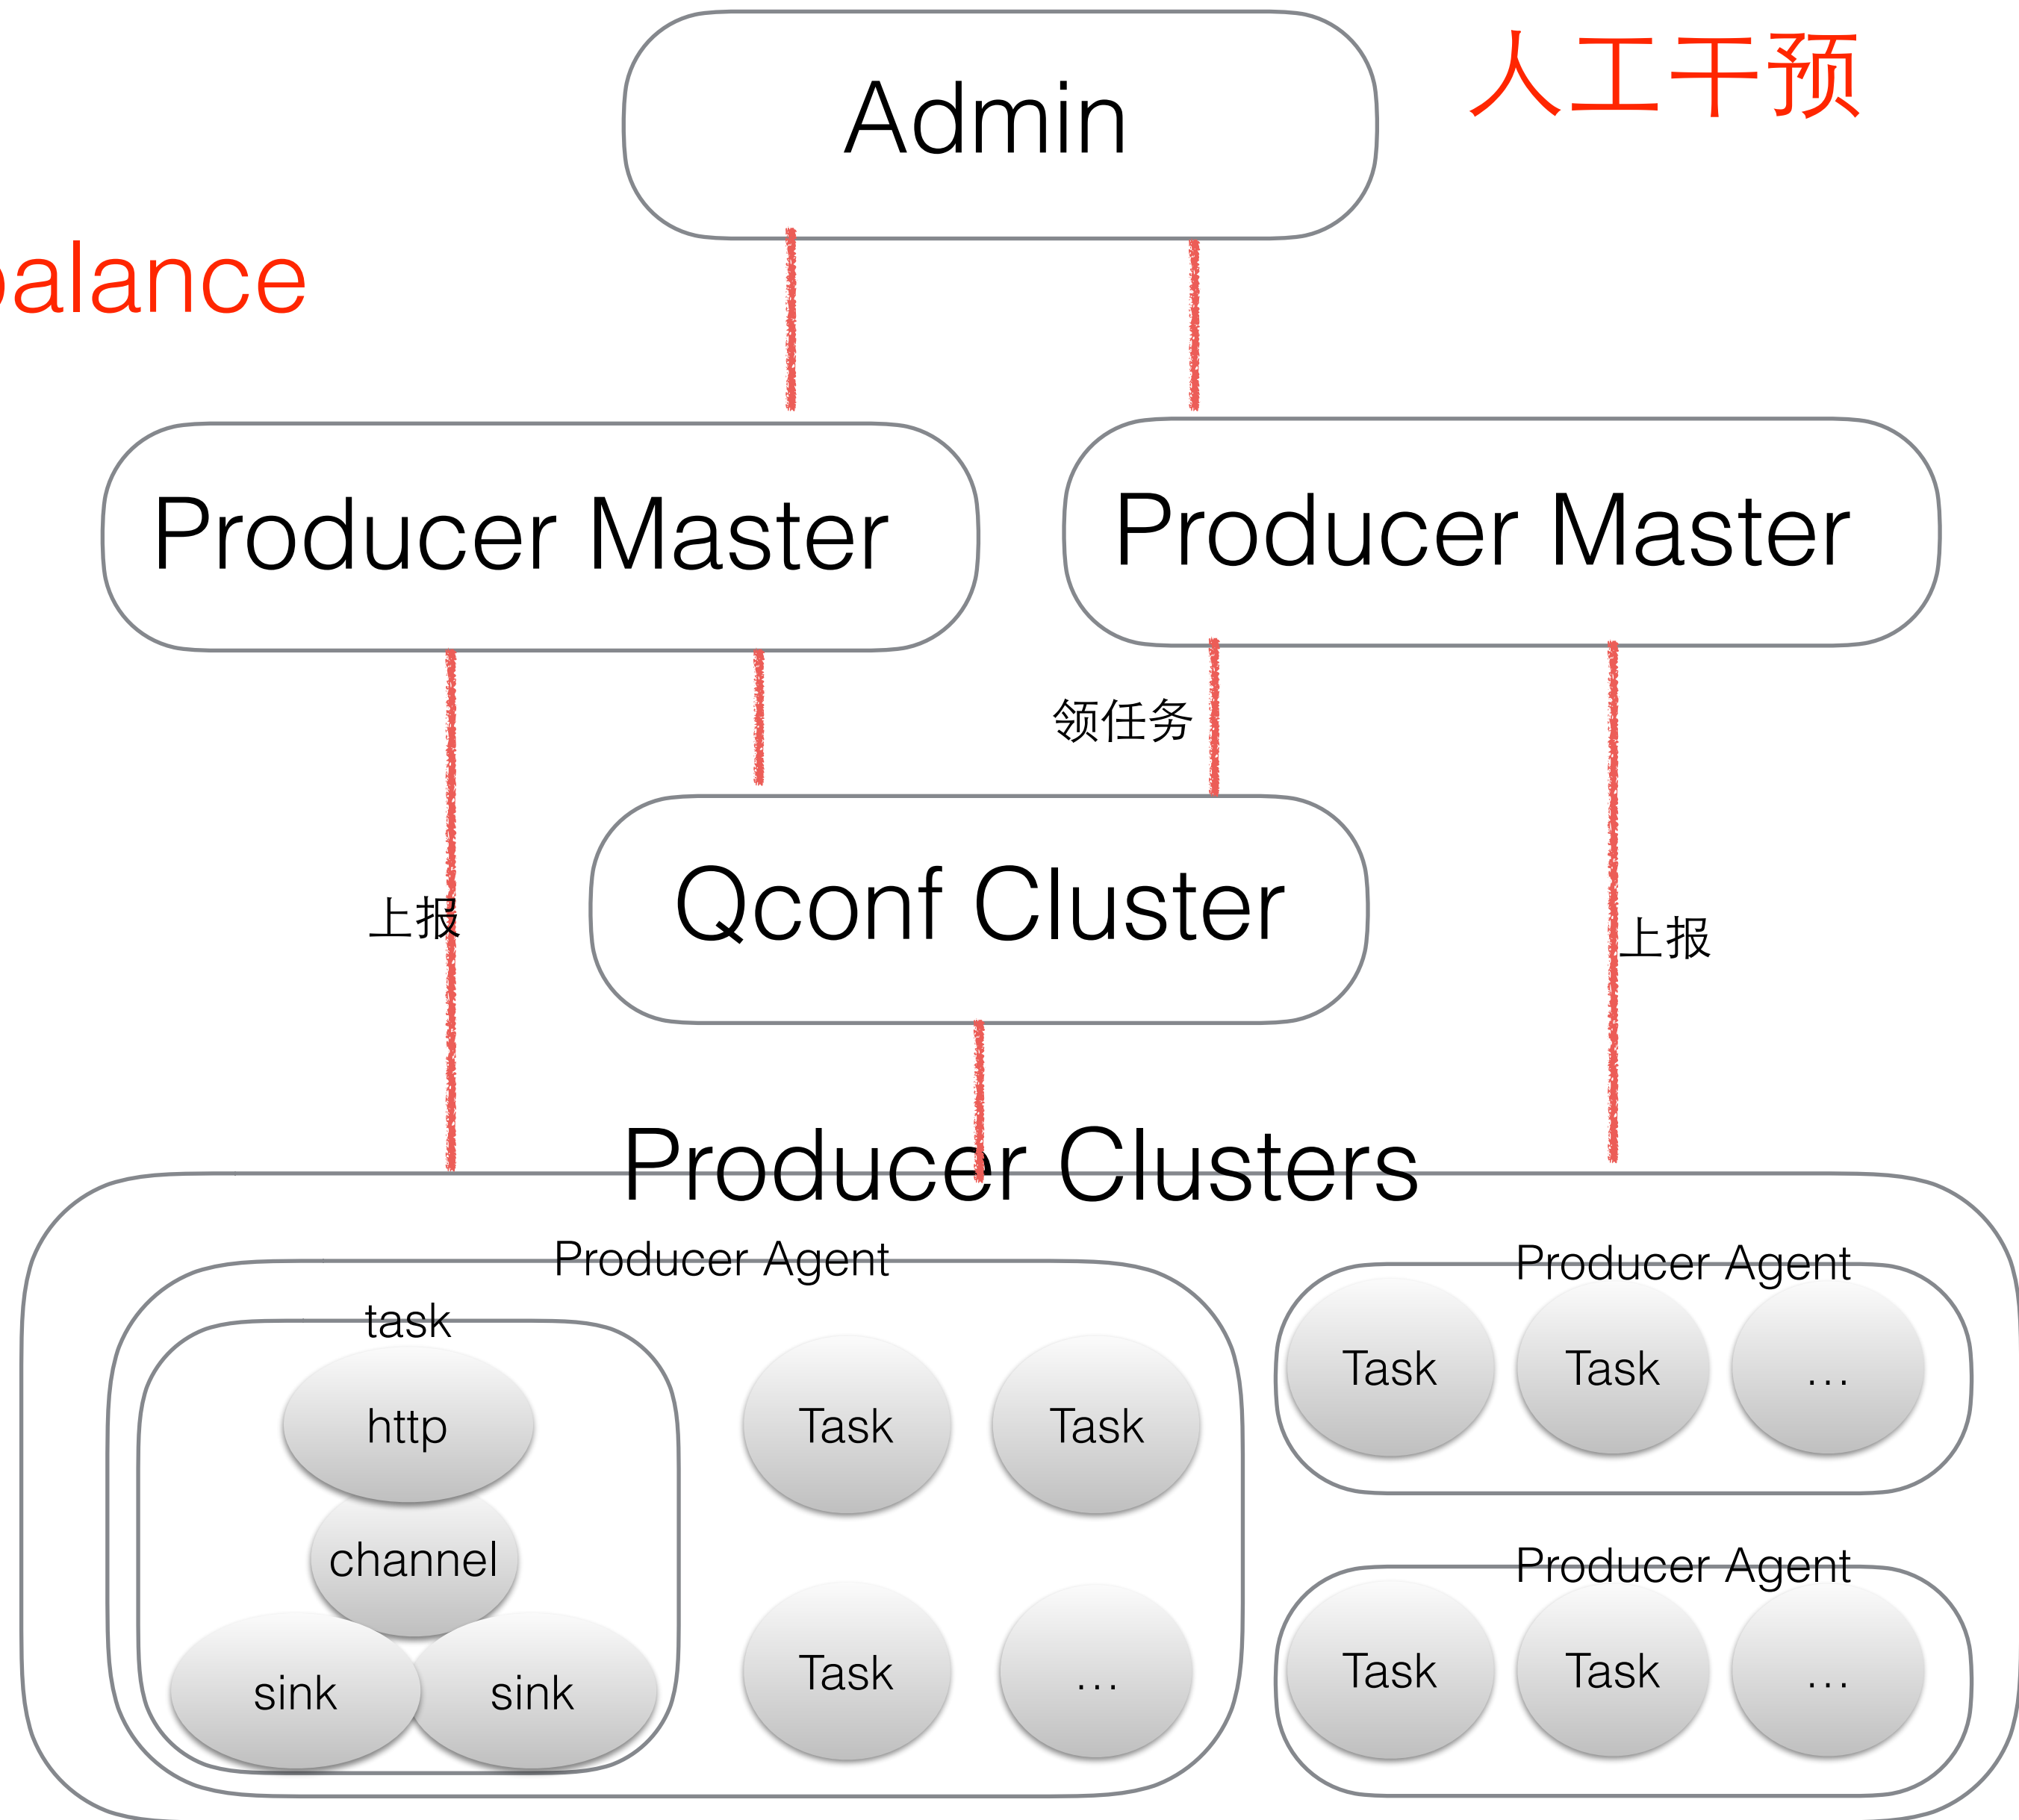 Admin
人工干预
balance
Producer Master
Producer Master
领任务
Qconf Cluster
上报
上报
Producer Clusters
Producer Agent
Producer Agent
task
Task
Task
...
http
Task
Task
channel
Producer Agent
sink
sink
Task
...
Task
Task
...